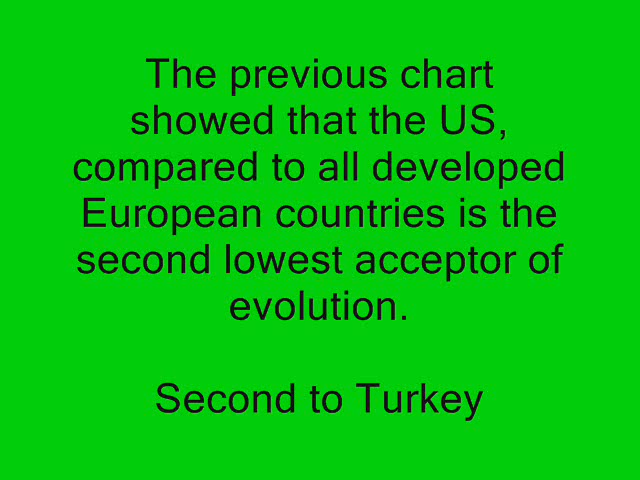 The previous chart
showed that the US,
compared to all developed
European countries is the
second lowest acceptor of
evolution.
Second to Turkey